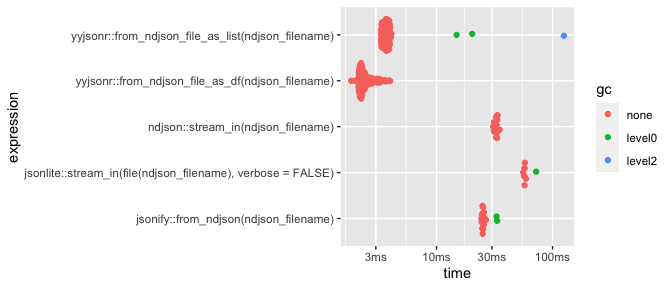 yyjsonr::from_ndjson_file_as_list(ndjson_filename)
yyjsonr::from_ndjson_file_as_df(ndjson_filename)
ndjson::stream_in(ndjson_filename)
jsonlite::stream_in(file(ndjson_filename), verbose = FALSE)
jsonify::from_ndjson(ndjson_filename)
expression
3ms 10ms 30ms 100ms
time
gc
none
level0
level2